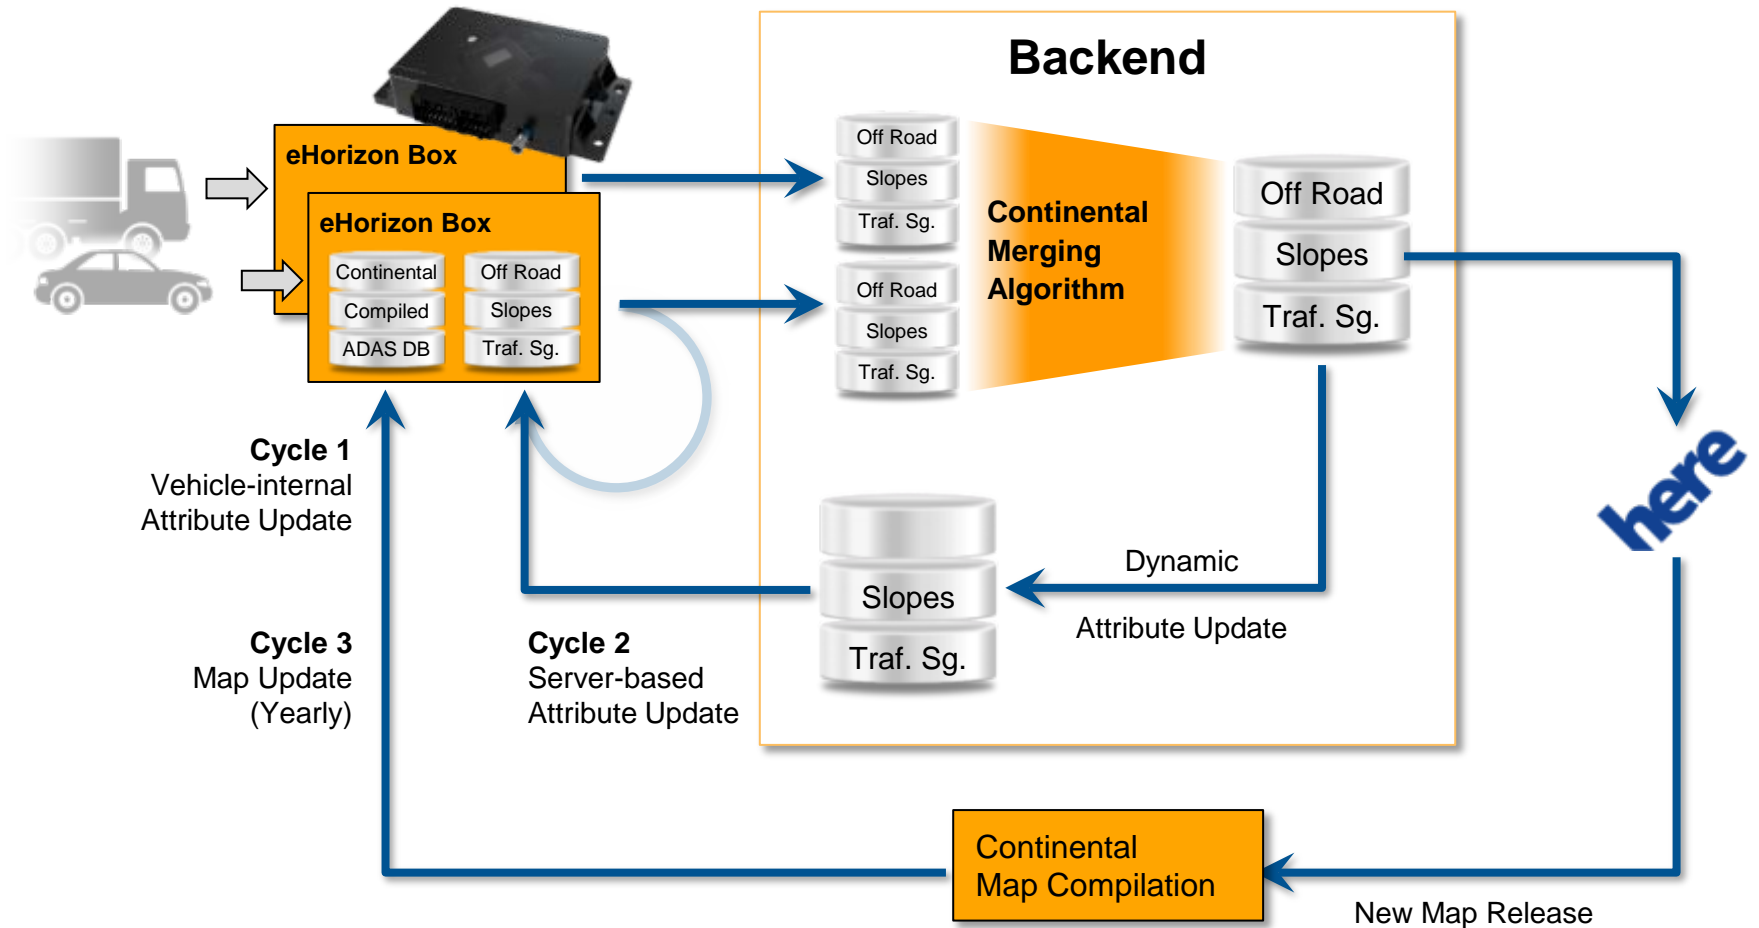 Backend
eHorizon Box
eHorizon Box
Continental
Compiled
ADAS DB
Off Road
Slopes
Traf. Sg.
Off Road
Slopes
Traf. Sg.
Off Road
Slopes
Traf. Sg.
Continental
Merging
Algorithm
Off Road
Slopes
Traf. Sg.
here
Cycle 1
Vehicle-internal
Attribute Update
Dynamic
Attribute Update
Slopes
Traf. Sg.
Cycle 3
Map Update
(Yearly)
Cycle 2
Server-based
Attribute Update
Continental
Map Compilation
New Map Release